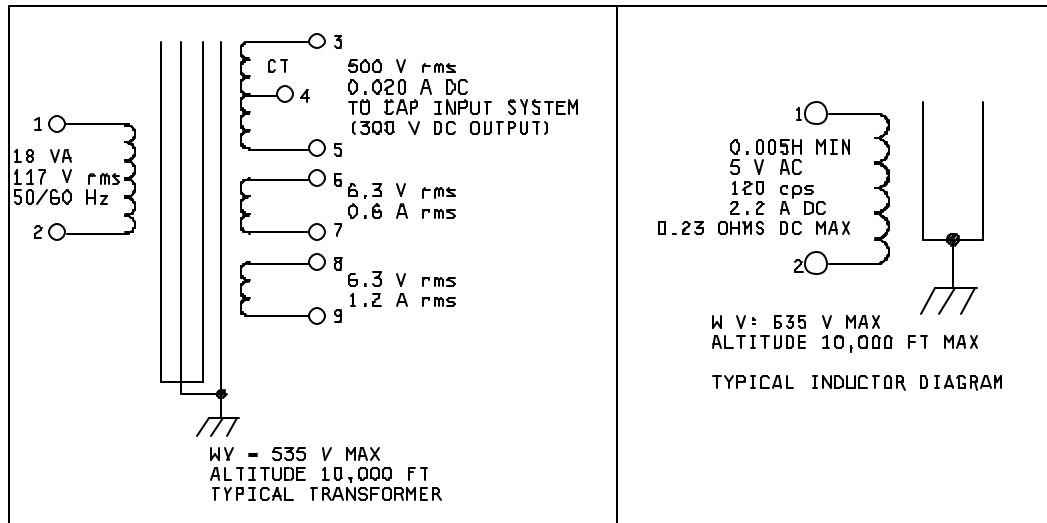 3
CT
500 V rms
0.020 A DC
4
TO CAP INPUT SYSTEM
(300 V DC OUTPUT)
1
5
18 VA
117 V rms
50/60 Hz
6
6.3 V rms
0.6 A rms
2
7
8
6.3 V rms
1.2 A rms
9
WV = 535 V MAX
ALTITUDE 10,000 FT
TYPICAL TRANSFORMER
1
0.005H MIN
5 V AC
120 cps
2.2 A DC
0.23 OHMS DC MAX
2
W V: 635 V MAX
ALTITUDE 10,000 FT MAX
TYPICAL INDUCTOR DIAGRAM